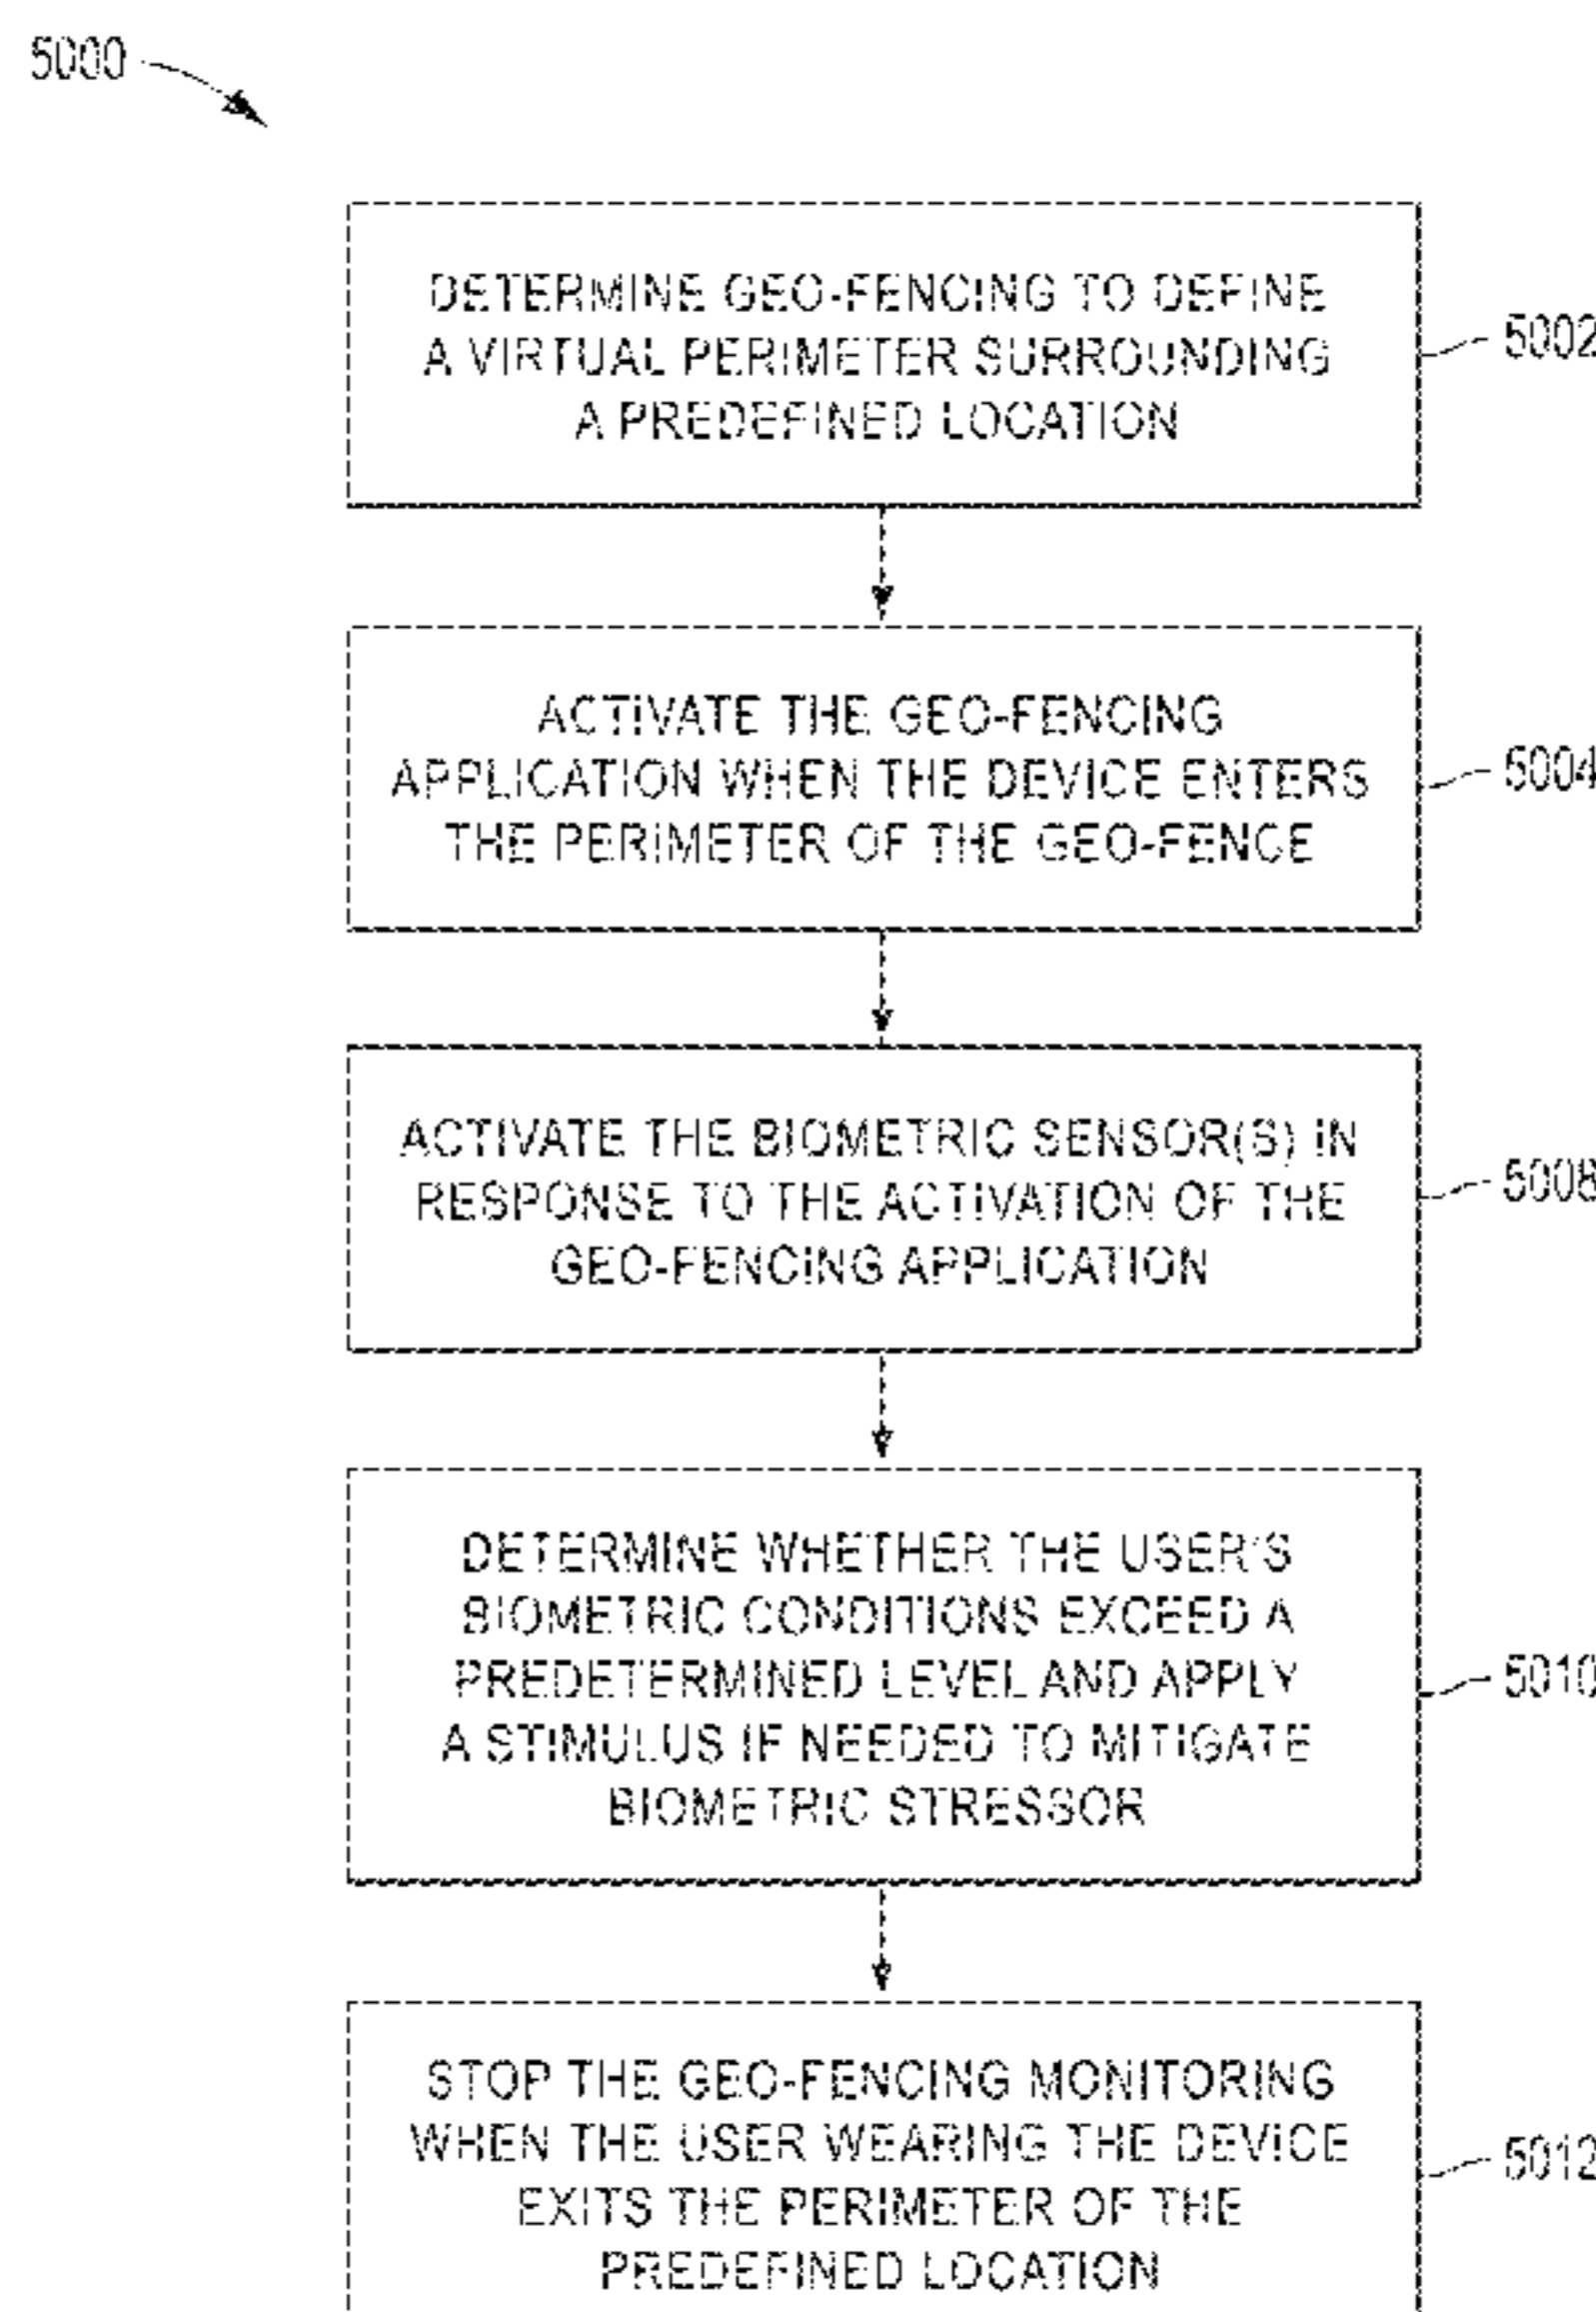 5000
DETERMINE GEO-FENCING TO DEFINE
A VIRTUAL PERIMETER SURROUNDING
A PREDEFINED LOCATION
5002
ACTIVATE THE GEO-FENCING
APPLICATION WHEN THE DEVICE ENTERS
THE PERIMETER OF THE GEO-FENCE
5004
ACTIVATE THE BIOMETRIC SENSOR(S) IN
RESPONSE TO THE ACTIVATION OF THE
GEO-FENCING APPLICATION
5008
DETERMINE WHETHER THE USER'S
BIOMETRIC CONDITIONS EXCEED A
PREDETERMINED LEVEL AND APPLY
A STIMULUS IF NEEDED TO MITIGATE
BIOMETRIC STRESSOR
5010
STOP THE GEO-FENCING MONITORING
WHEN THE USER WEARING THE DEVICE
EXITS THE PERIMETER OF THE
PREDEFINED LOCATION
5012